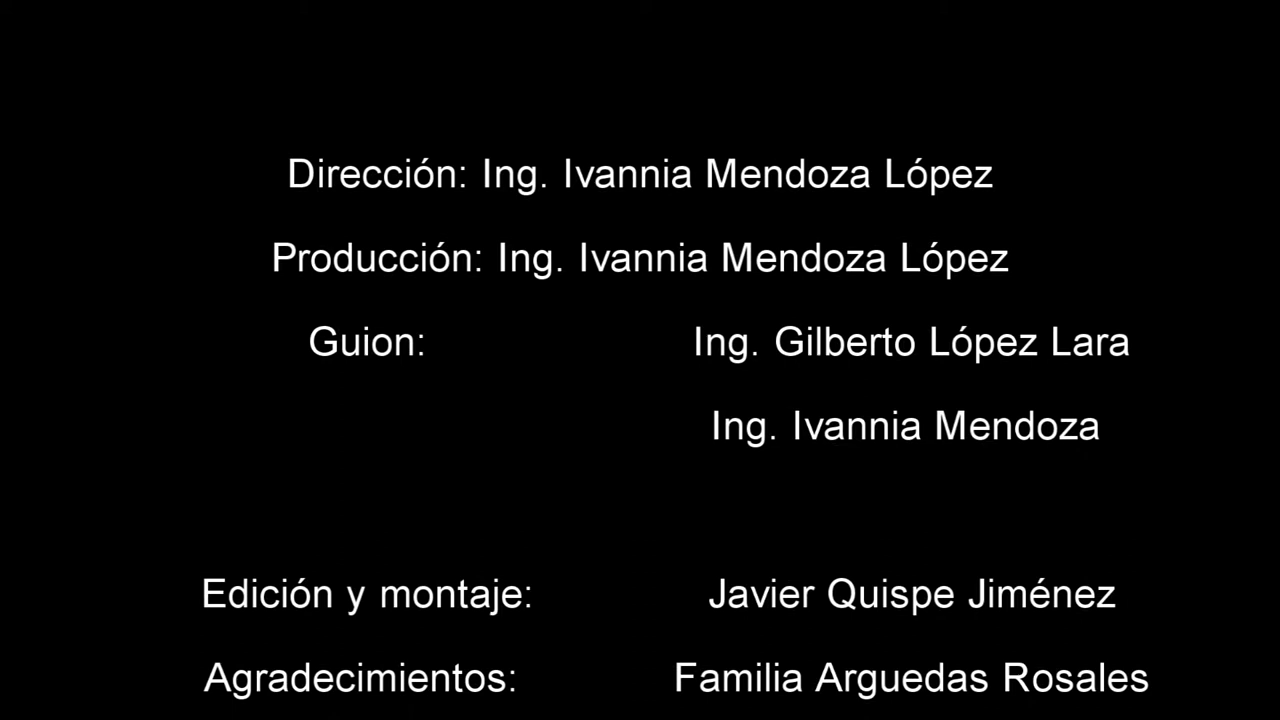 Dirección: Ing. Ivannia Mendoza López
Producción: Ing. Ivannia Mendoza López
Guion: Ing. Gilberto López Lara
Ing. Ivannia Mendoza
Edición y montaje: Javier Quispe Jiménez
Agradecimientos: Familia Arguedas Rosales